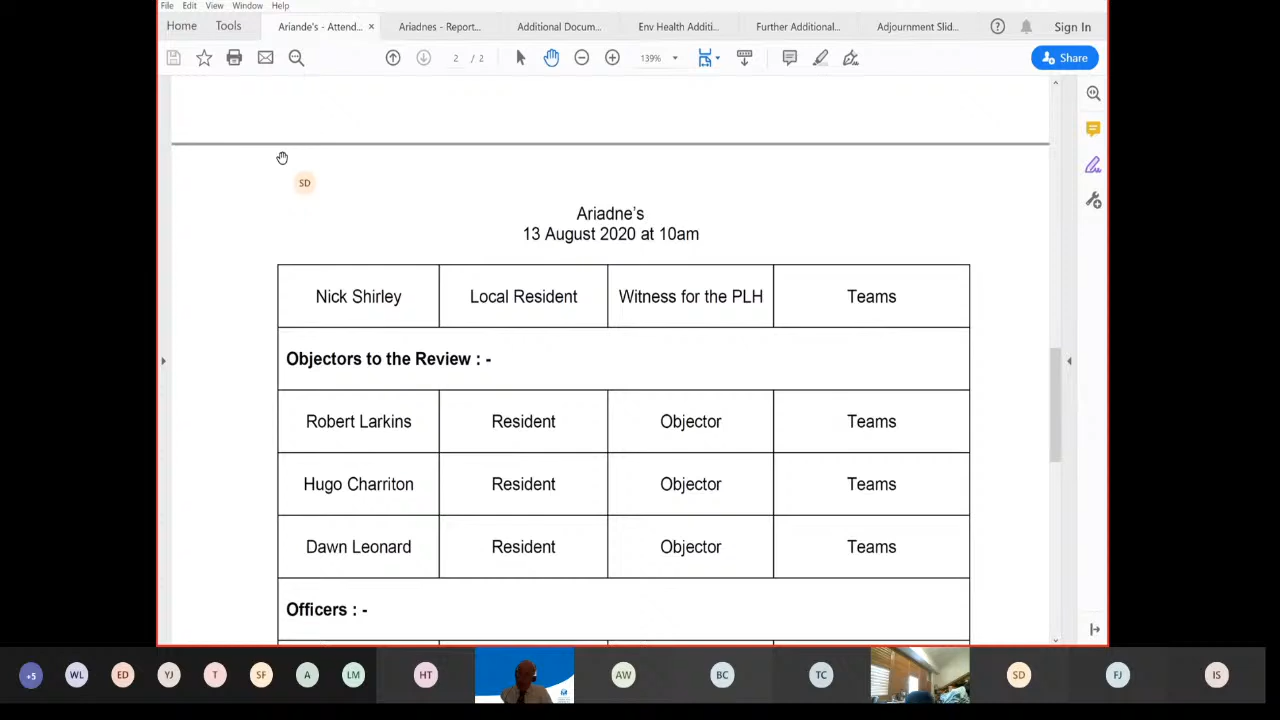 File Edit View Window Help
Home Tools Ariande's - Attend... × Ariadnes - Report... Additional Docum... Env Health Additi... Further Additional... Adjournment Slid... ? Sign In
2 / 2 139% Share
SD
Ariadne's
13 August 2020 at 10am
Nick Shirley Local Resident Witness for the PLH Teams
Objectors to the Review : -
Robert Larkins Resident Objector Teams
Hugo Charriton Resident Objector Teams
Dawn Leonard Resident Objector Teams
Officers : -
+5 WL ED YJ T SF A LM HT AW BC TC SD FJ IS